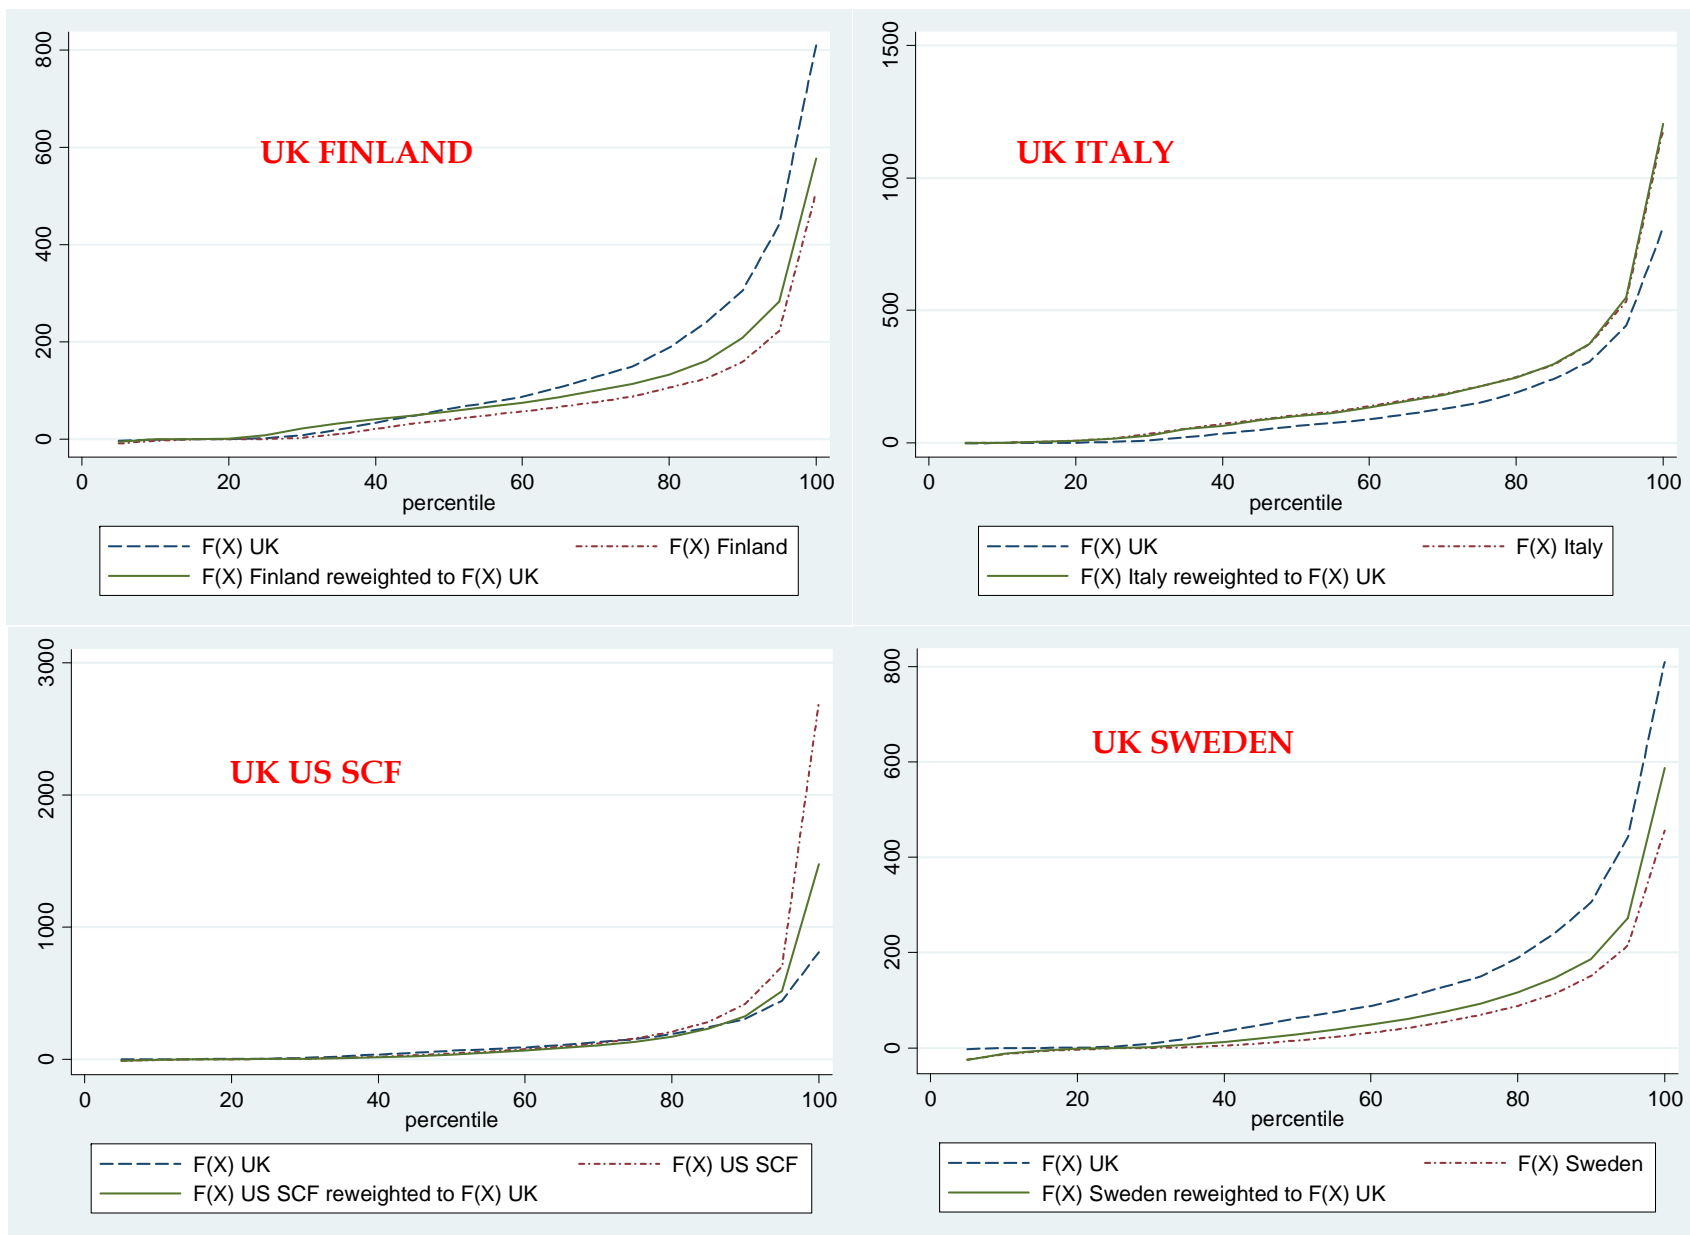 800
600
400
200
0
UK FINLAND
0 20 40 60 80 100
percentile
F(X) UK F(X) Finland
F(X) Finland reweighted to F(X) UK
1500
1000
500
0
UK ITALY
0 20 40 60 80 100
percentile
F(X) UK F(X) Italy
F(X) Italy reweighted to F(X) UK
3000
2000
1000
0
UK US SCF
0 20 40 60 80 100
percentile
F(X) UK F(X) US SCF
F(X) US SCF reweighted to F(X) UK
800
600
400
200
0
UK SWEDEN
0 20 40 60 80 100
percentile
F(X) UK F(X) Sweden
F(X) Sweden reweighted to F(X) UK